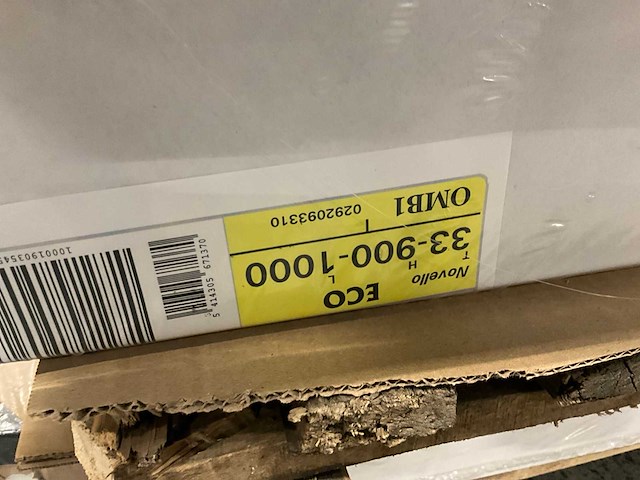 Novello ECO
T H L
33-900-1000
OMB1 0292093310
5 414305 671370